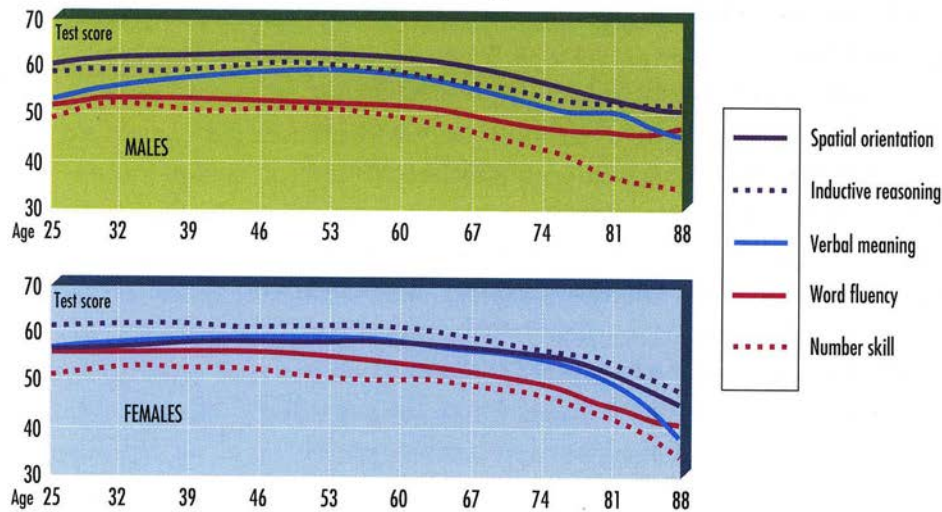 70
Test score
60
50
40
MALES
30
Age 25 32 39 46 53 60 67 74 81 88
70
Test score
60
50
40
FEMALES
30
Age 25 32 39 46 53 60 67 74 81 88
Spatial orientation
Inductive reasoning
Verbal meaning
Word fluency
Number skill